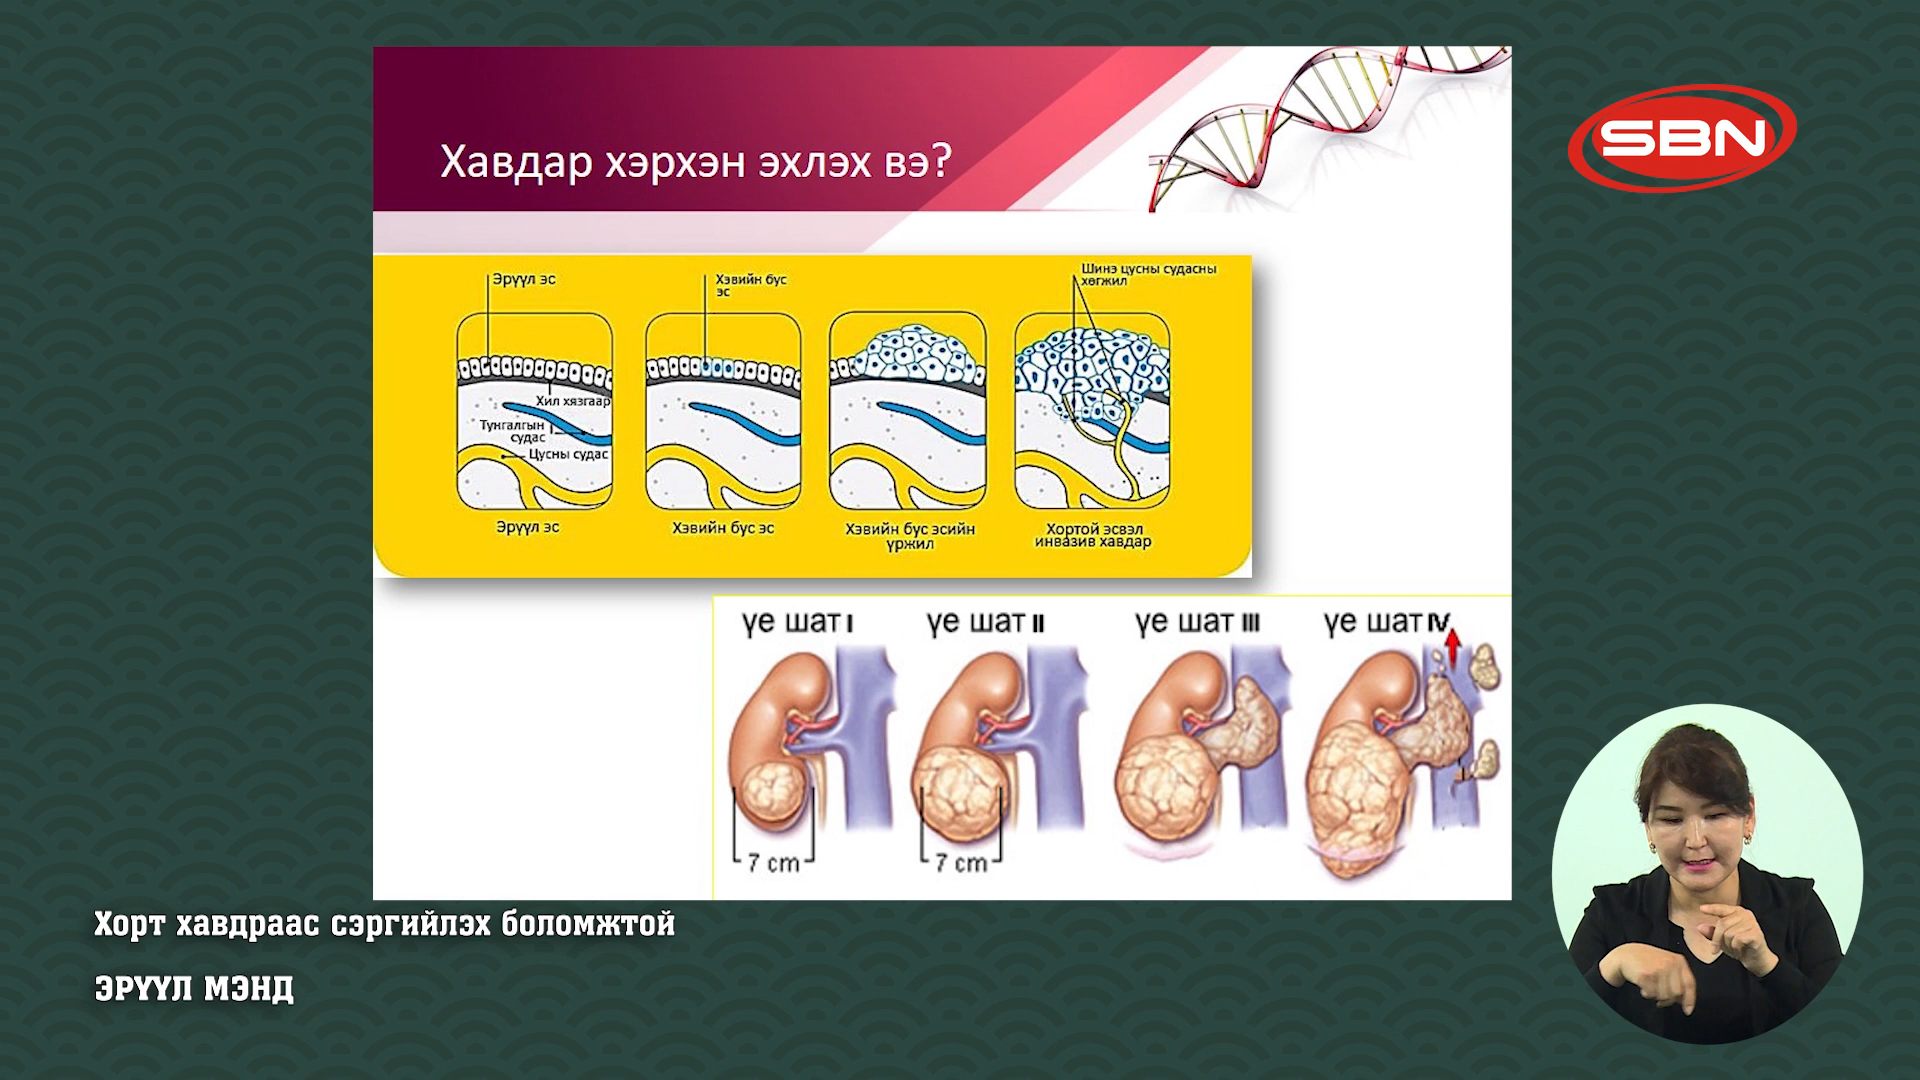 SBN
Хавдар хэрхэн эхлэх вэ?
Эрүүл эс
Хэвийн бус
эс
Шинэ цусны судасны
хөгжил
Хил хязгаар
Тунгалгын
судас
Цусны судас
Эрүүл эс
Хэвийн бус эс
Хэвийн бус эсийн
үржил
Хортой эсвэл
инвазив хавдар
үе шат I
үе шат II
үе шат III
үе шат IV
7 cm
7 cm
Хорт хавдраас сэргийлэх боломжтой
ЭРҮҮЛ МЭНД